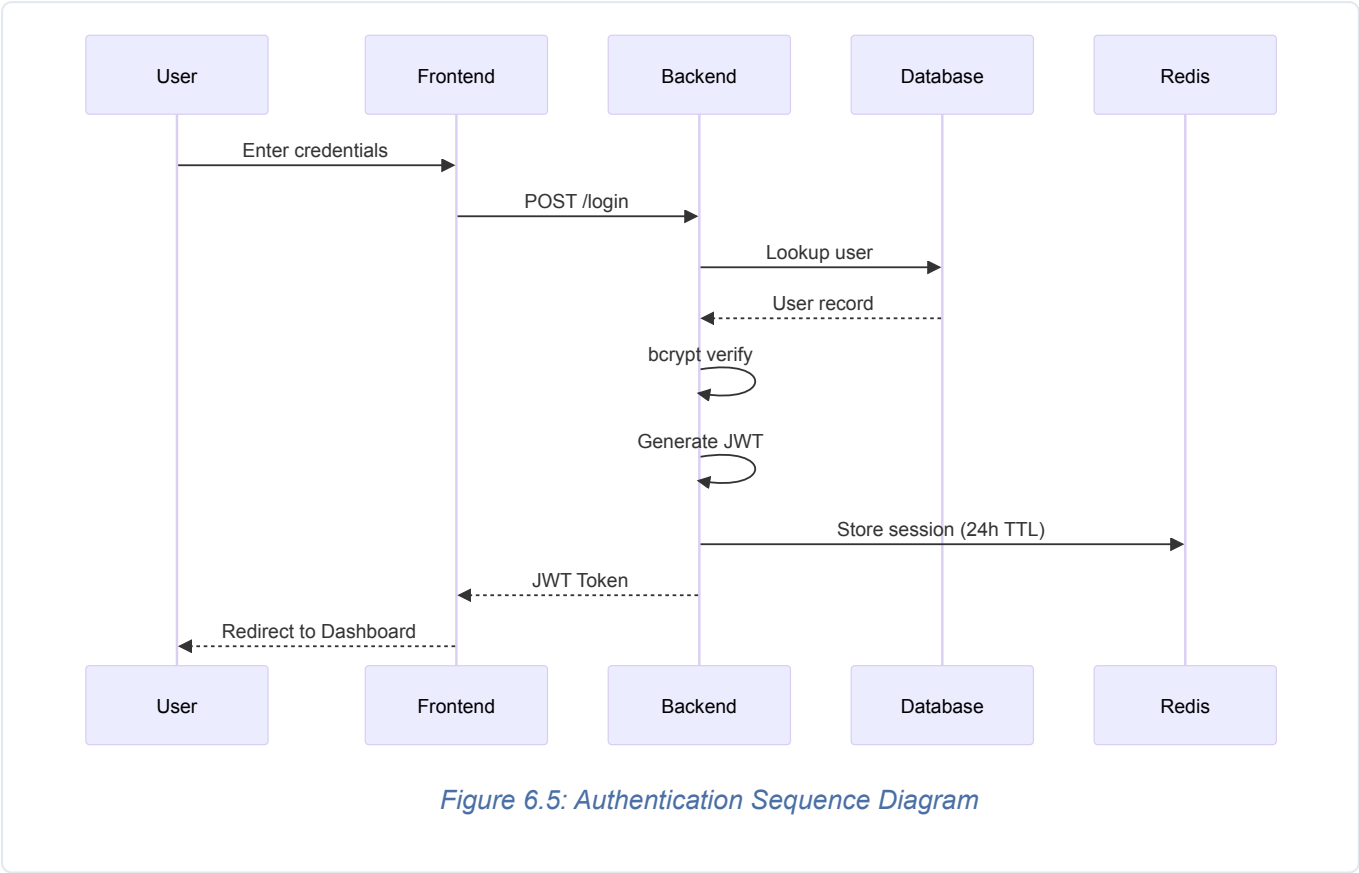 User
Frontend
Backend
Database
Redis
Enter credentials
POST /login
Lookup user
User record
bcrypt verify
Generate JWT
Store session (24h TTL)
JWT Token
Redirect to Dashboard
User
Frontend
Backend
Database
Redis
Figure 6.5: Authentication Sequence Diagram